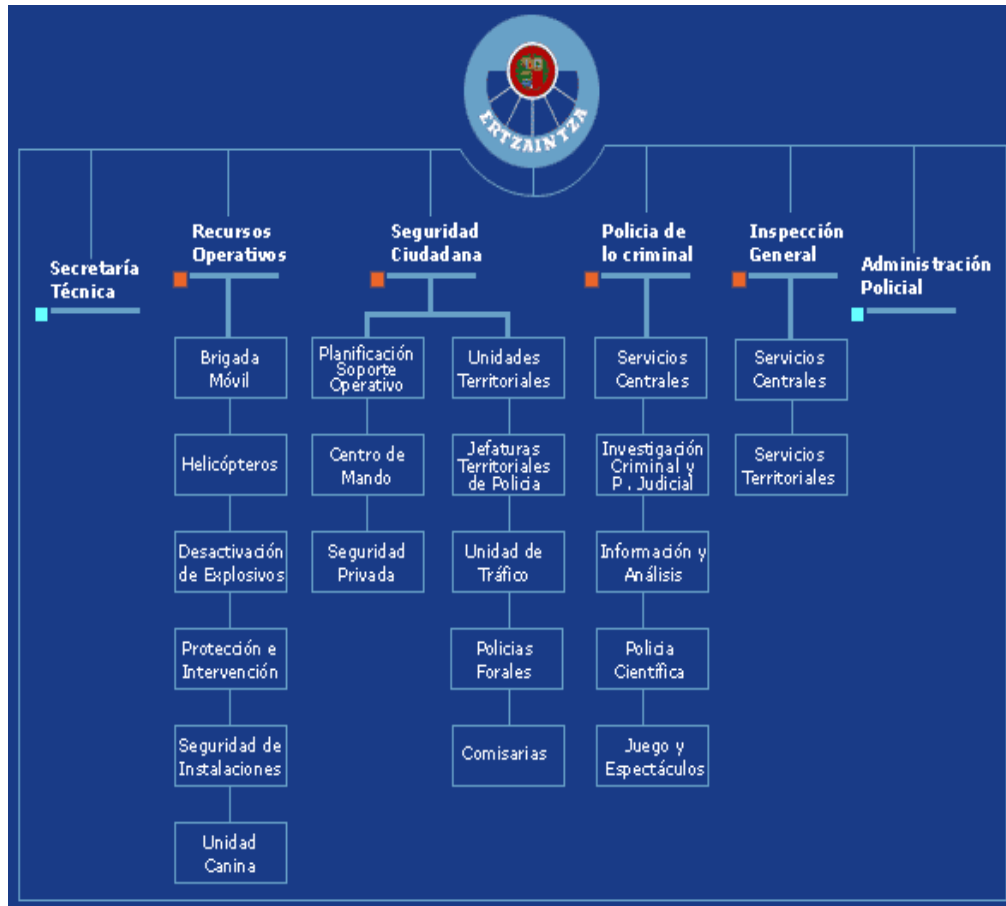 ERTZAINTZA
Secretaría
Técnica
Recursos
Operativos
Brigada
Móvil
Helicópteros
Desactivación
de Explosivos
Protección e
Intervención
Seguridad de
Instalaciones
Unidad
Canina
Seguridad
Ciudadana
Planificación
Soporte
Operativo
Centro de
Mando
Seguridad
Privada
Unidades
Territoriales
Jefaturas
Territoriales
de Policia
Unidad de
Tráfico
Policias
Forales
Comisarias
Policia de
lo criminal
Servicios
Centrales
Investigación
Criminal y
P. Judicial
Información y
Análisis
Policia
Científica
Juego y
Espectáculos
Inspección
General
Servicios
Centrales
Servicios
Territoriales
Administración
Policial